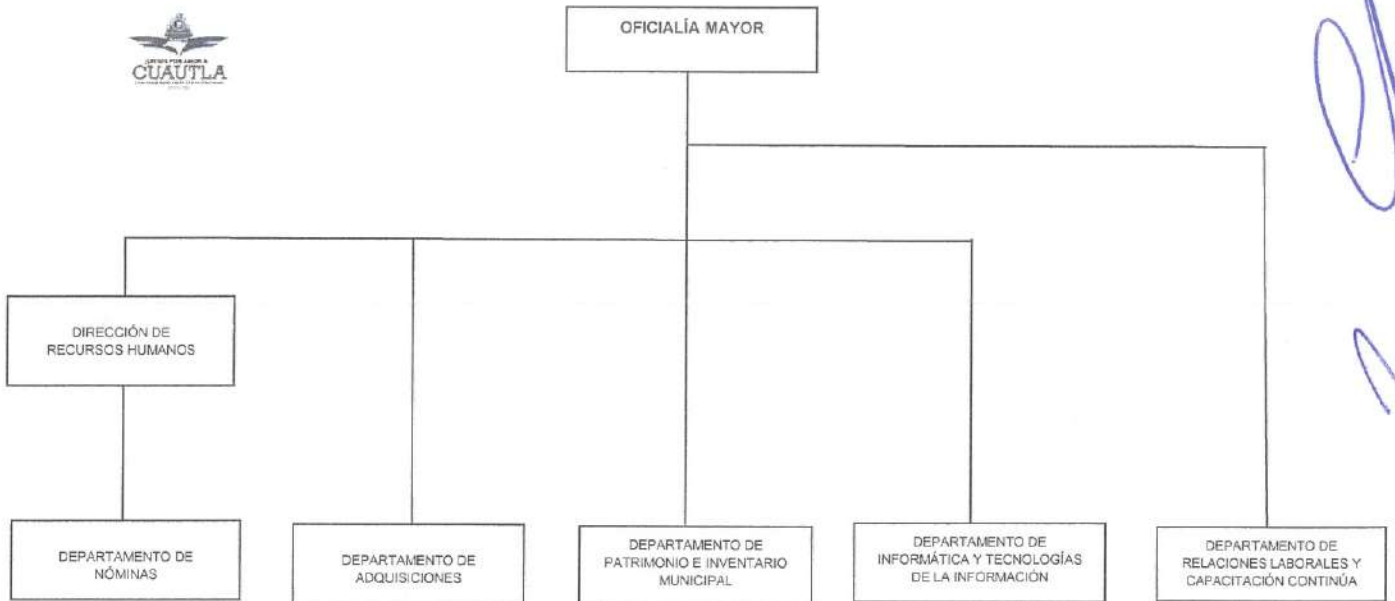 CUAUTLA
OFICIALÍA MAYOR
DIRECCIÓN DE
RECURSOS HUMANOS
DEPARTAMENTO DE
NÓMINAS
DEPARTAMENTO DE
ADQUISICIONES
DEPARTAMENTO DE
PATRIMONIO E INVENTARIO
MUNICIPAL
DEPARTAMENTO DE
INFORMÁTICA Y TECNOLOGÍAS
DE LA INFORMACIÓN
DEPARTAMENTO DE
RELACIONES LABORALES Y
CAPACITACIÓN CONTINÚA